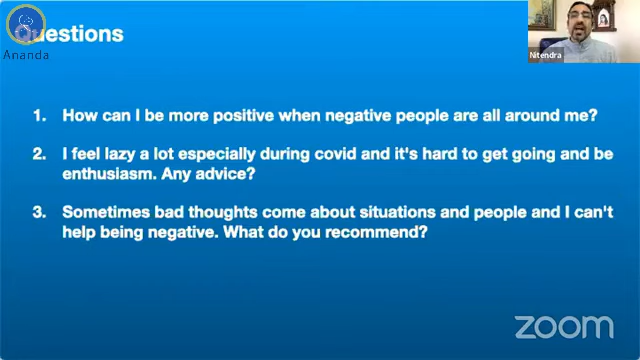 Questions
Ananda
Nitendra
1. How can I be more positive when negative people are all around me?
2. I feel lazy a lot especially during covid and it's hard to get going and be
enthusiasm. Any advice?
3. Sometimes bad thoughts come about situations and people and I can't
help being negative. What do you recommend?
zoom